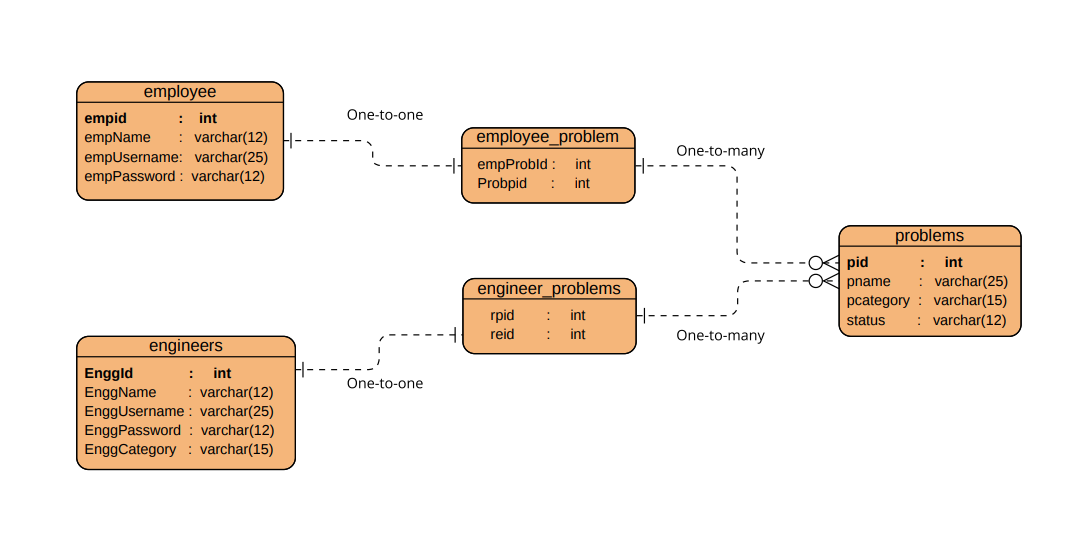 employee
empid : int
empName : varchar(12)
empUsername: varchar(25)
empPassword : varchar(12)
One-to-one
employee_problem
empProbId : int
Probpid : int
One-to-many
problems
pid : int
pname : varchar(25)
pcategory : varchar(15)
status : varchar(12)
engineer_problems
rpid : int
reid : int
One-to-many
engineers
EnggId : int
EnggName : varchar(12)
EnggUsername : varchar(25)
EnggPassword : varchar(12)
EnggCategory : varchar(15)
One-to-one